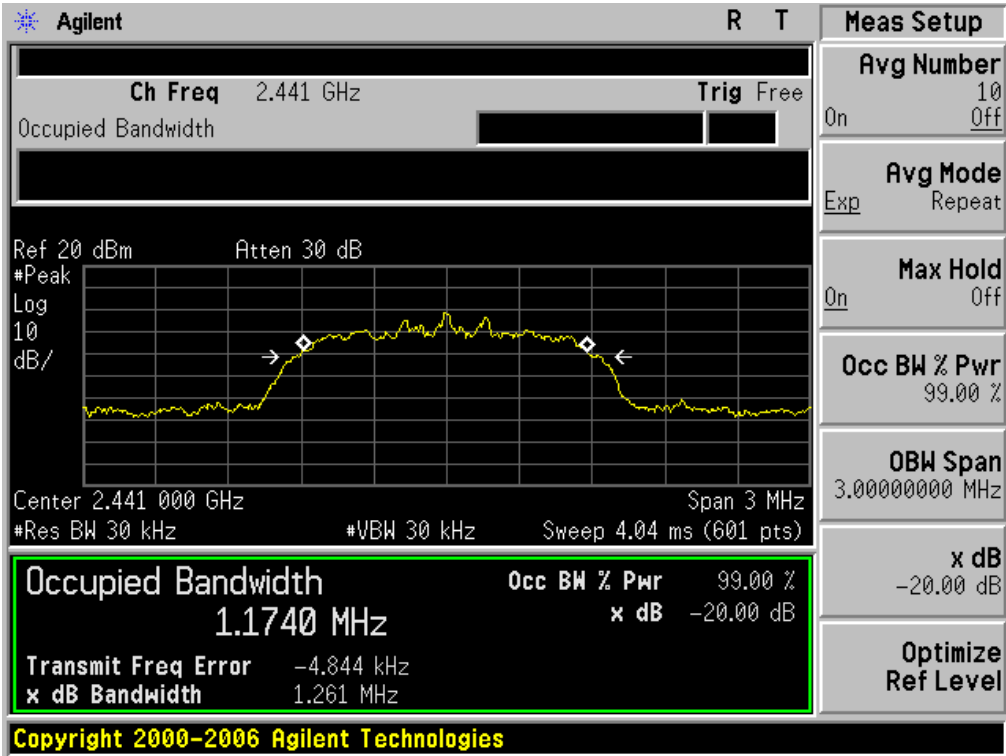 Agilent R T
Ch Freq 2.441 GHz Trig Free
Occupied Bandwidth
Ref 20 dBm Atten 30 dB
#Peak
Log
10
dB/
Center 2.441 000 GHz Span 3 MHz
#Res BW 30 kHz #VBW 30 kHz Sweep 4.04 ms (601 pts)
Occupied Bandwidth
1.1740 MHz
Occ BW % Pwr 99.00 %
x dB -20.00 dB
Transmit Freq Error -4.844 kHz
x dB Bandwidth 1.261 MHz
Copyright 2000-2006 Agilent Technologies
Meas Setup
Avg Number
10
On Off
Avg Mode
Exp Repeat
Max Hold
On Off
Occ BW % Pwr
99.00 %
OBW Span
3.00000000 MHz
x dB
-20.00 dB
Optimize
Ref Level